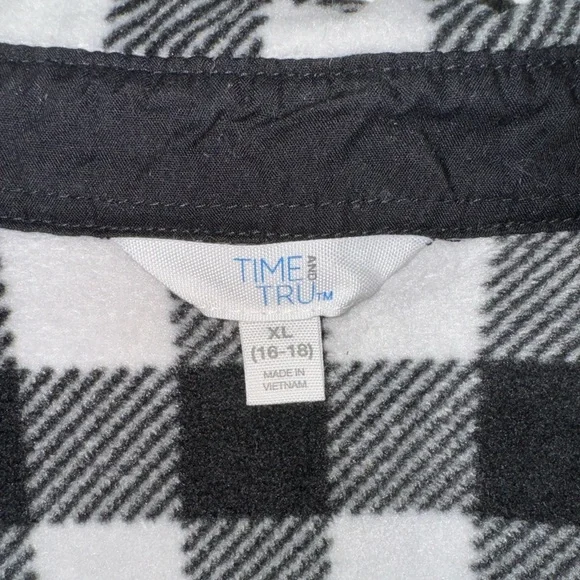 TIME AND
TRU™
XL
(16-18)
MADE IN
VIETNAM